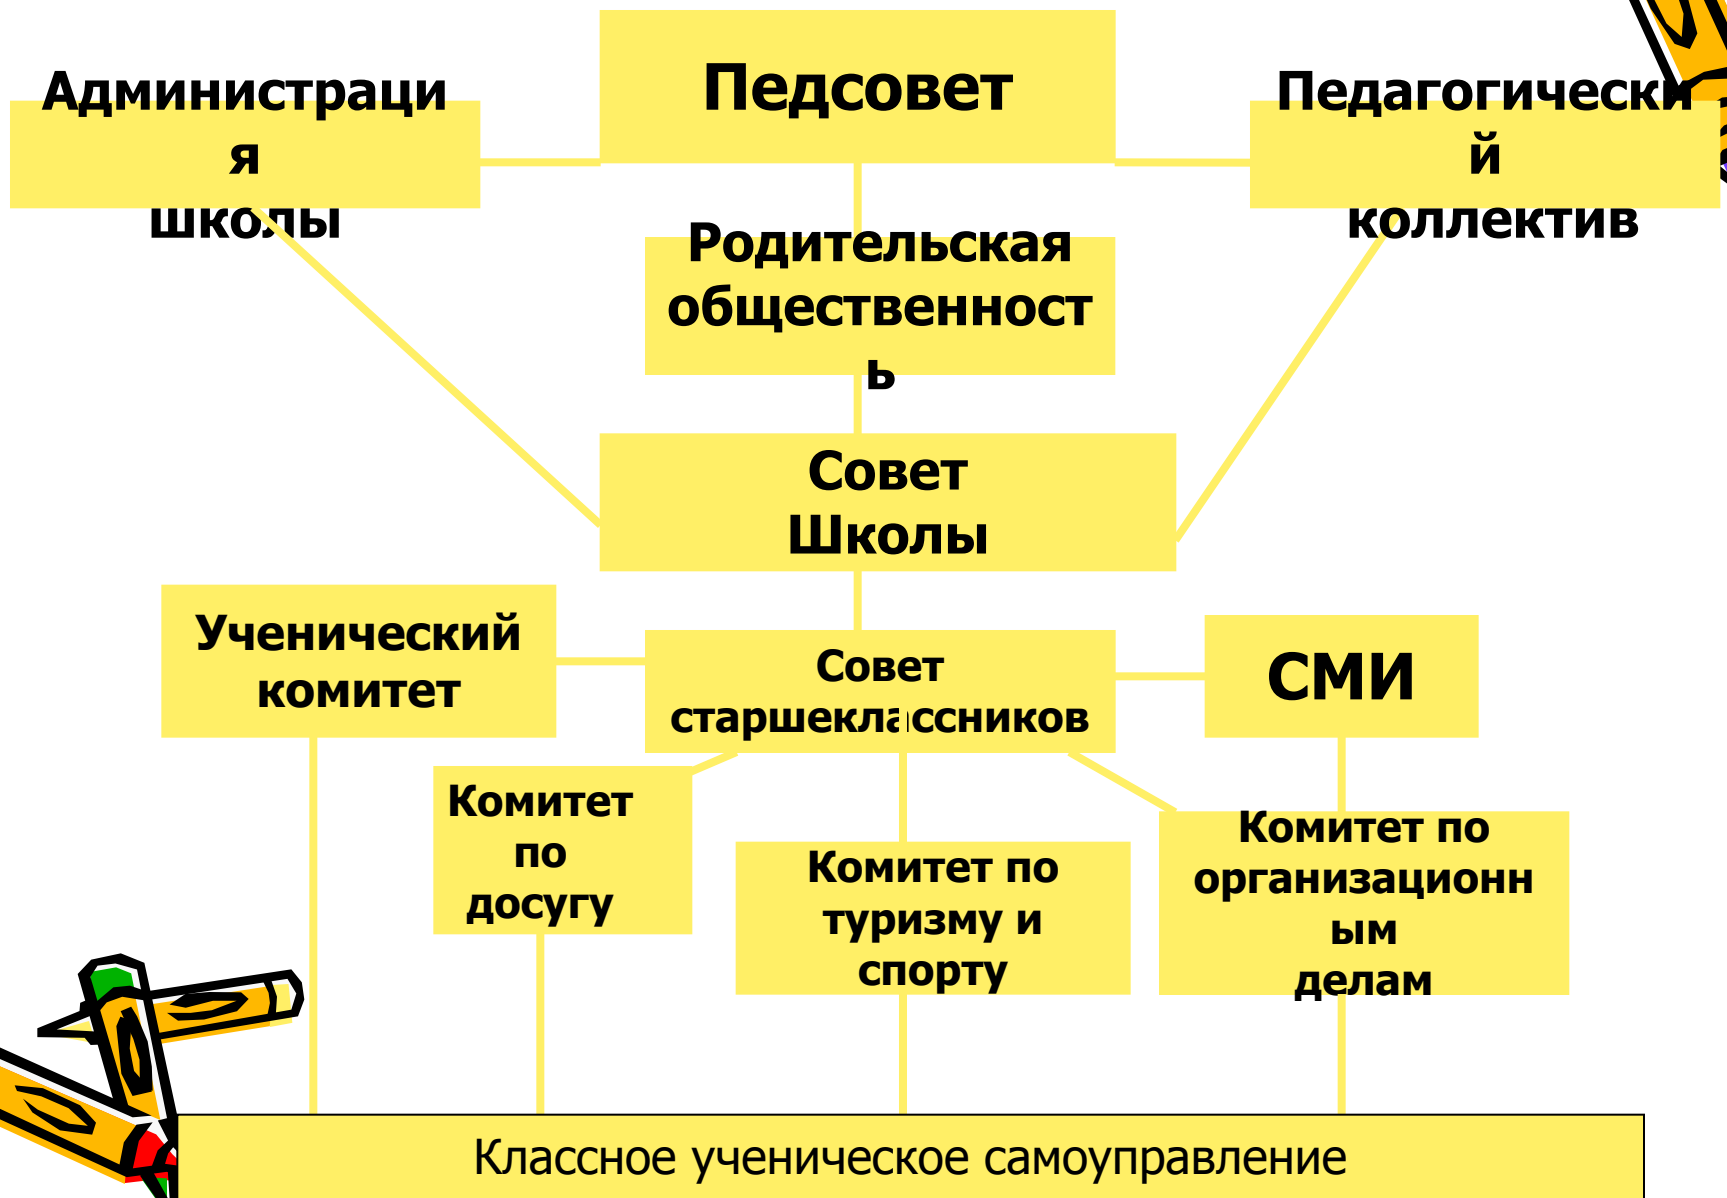 Педсовет
Администраци
я
школы
Педагогически
й
коллектив
Родительская
общественност
ь
Совет
Школы
Ученический
комитет
Совет
старшеклассников
СМИ
Комитет
по
досугу
Комитет по
туризму и
спорту
Комитет по
организационн
ым
делам
Классное ученическое самоуправление